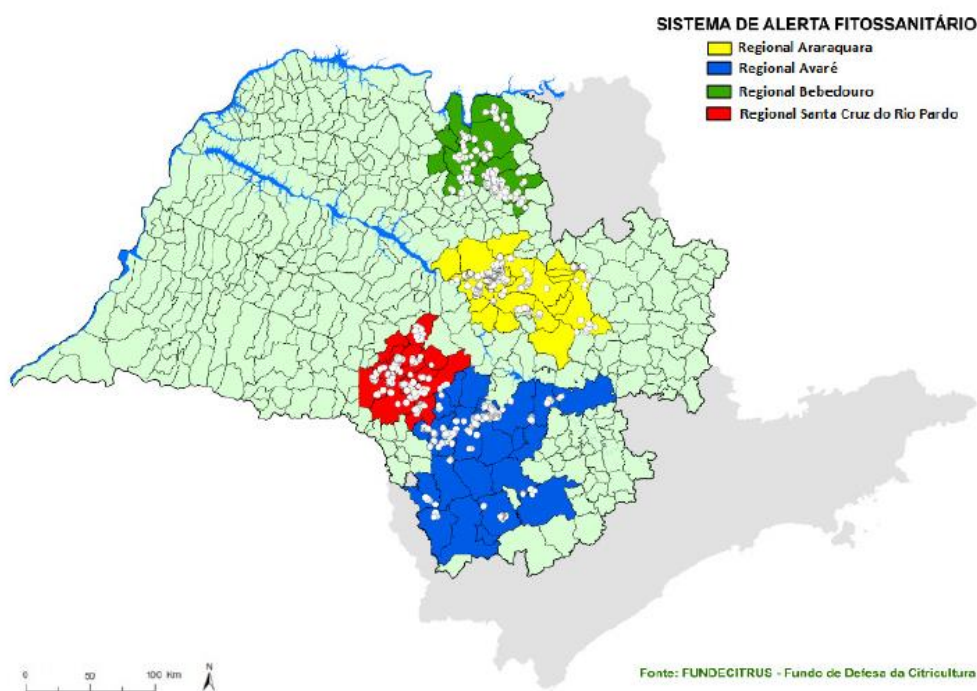 SISTEMA DE ALERTA FITOSSANITÁRIO
Regional Araraquara
Regional Avaré
Regional Bebedouro
Regional Santa Cruz do Rio Pardo
0 50 100 Km
N
Fonte: FUNDECITRUS - Fundo de Defesa da Citricultura